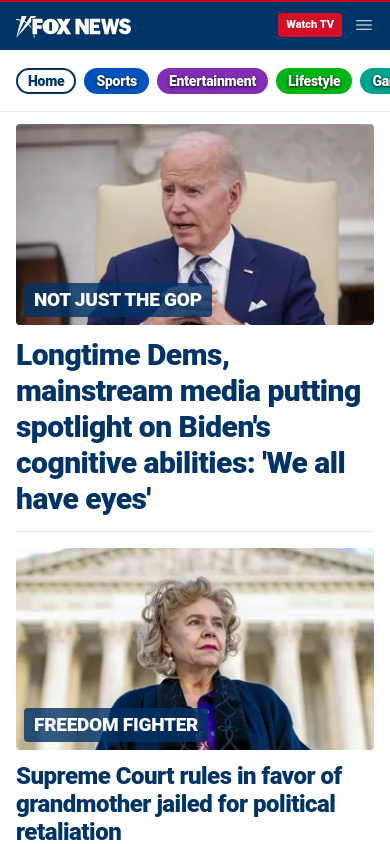 FOX NEWS
Watch TV
Home
Sports
Entertainment
Lifestyle
Ga
NOT JUST THE GOP
Longtime Dems,
mainstream media putting
spotlight on Biden's
cognitive abilities: 'We all
have eyes'
FREEDOM FIGHTER
Supreme Court rules in favor of
grandmother jailed for political
retaliation